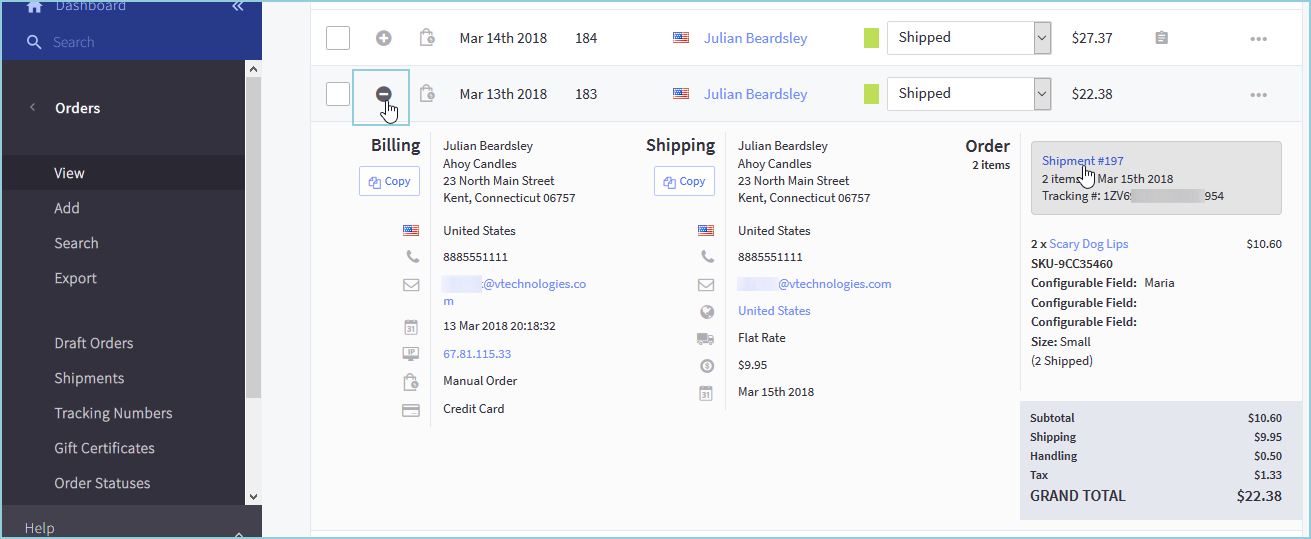 Dashboard
Search
Orders
View
Add
Search
Export
Draft Orders
Shipments
Tracking Numbers
Gift Certificates
Order Statuses
Help
Mar 14th 2018 184 Julian Beardsley Shipped $27.37
Mar 13th 2018 183 Julian Beardsley Shipped $22.38
Billing
Copy
Julian Beardsley
Ahoy Candles
23 North Main Street
Kent, Connecticut 06757
United States
8885551111
@vtechnologies.co
m
31 13 Mar 2018 20:18:32
IP 67.81.115.33
Manual Order
Credit Card
Shipping
Copy
Julian Beardsley
Ahoy Candles
23 North Main Street
Kent, Connecticut 06757
United States
8885551111
@vtechnologies.com
United States
Flat Rate
$9.95
31 Mar 15th 2018
Order
2 items
Shipment #197
2 items Mar 15th 2018
Tracking #: 1ZV6 954
2 x Scary Dog Lips $10.60
SKU-9CC35460
Configurable Field: Maria
Configurable Field:
Configurable Field:
Size: Small
(2 Shipped)
Subtotal $10.60
Shipping $9.95
Handling $0.50
Tax $1.33
GRAND TOTAL $22.38